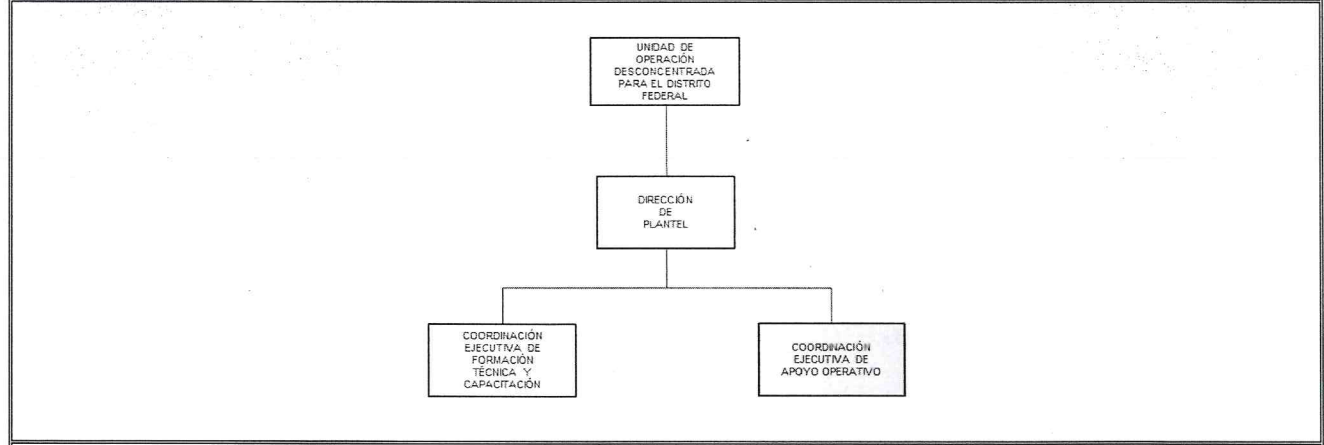 UNIDAD DE
OPERACIÓN
DESCONCENTRADA
PARA EL DISTRITO
FEDERAL
DIRECCIÓN
DE
PLANTEL
COORDINACIÓN
EJECUTIVA DE
FORMACIÓN
TÉCNICA Y
CAPACITACIÓN
COORDINACIÓN
EJECUTIVA DE
APOYO OPERATIVO